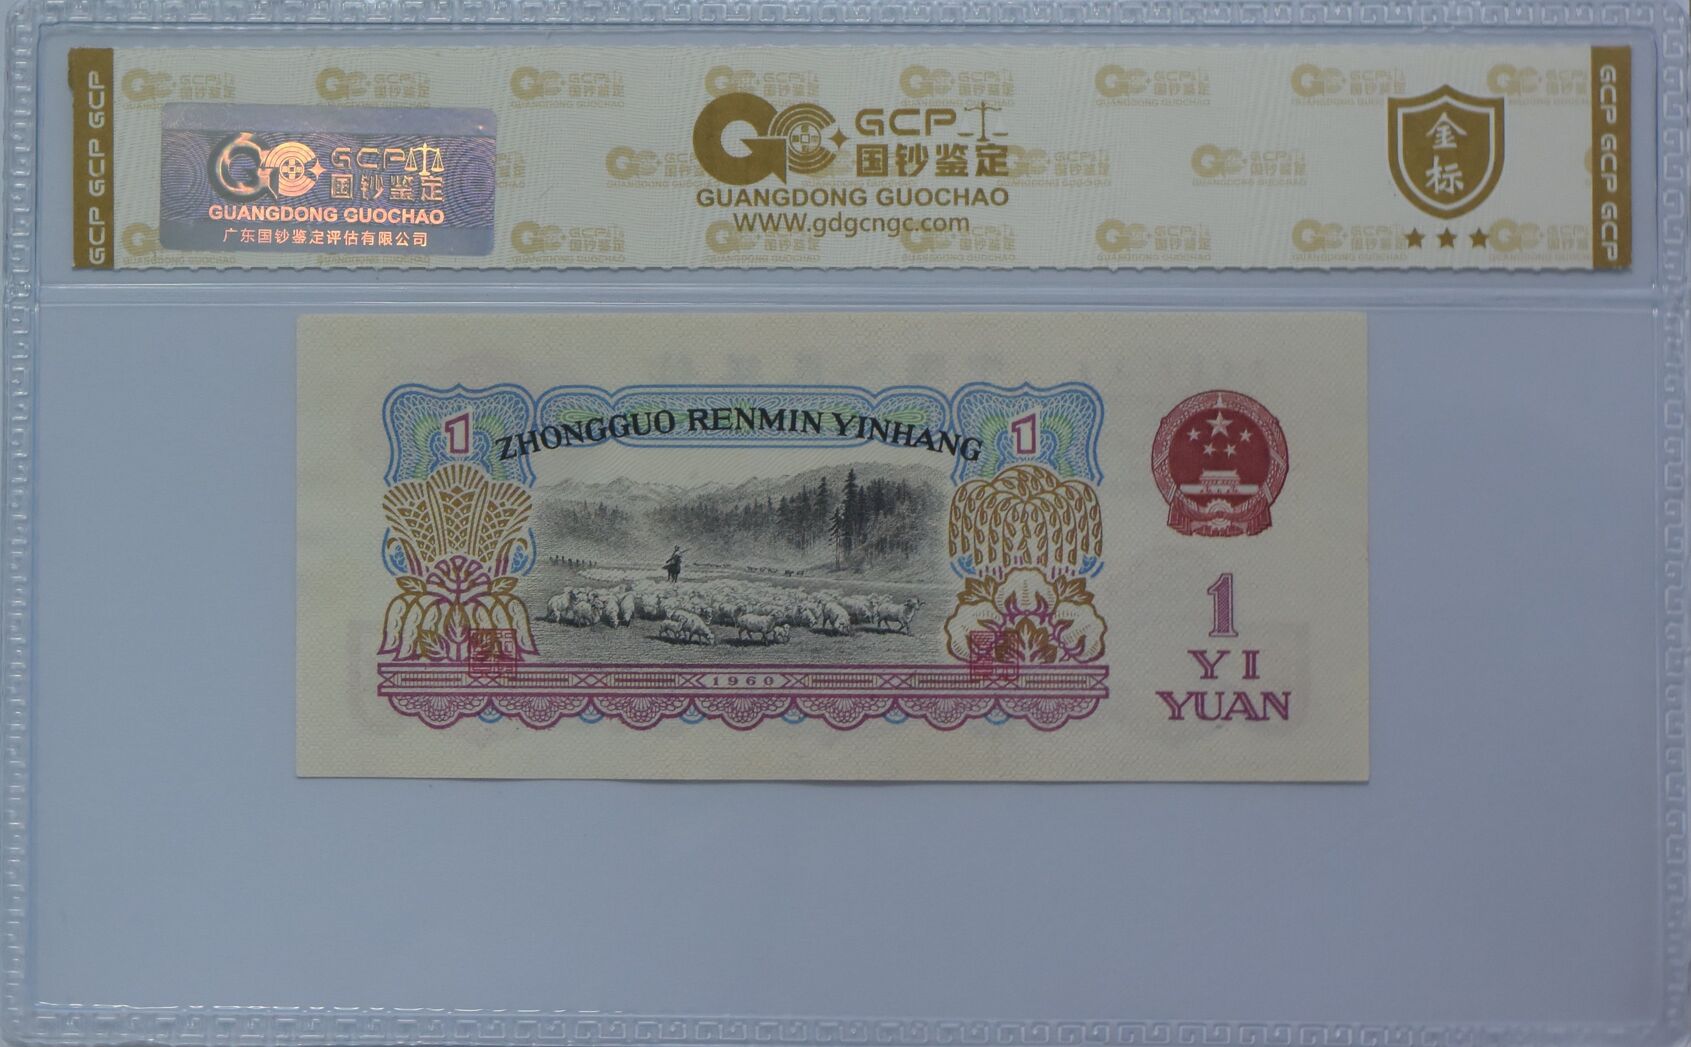 GCP GCP GCP
GCP
国钞鉴定
GUANGDONG GUOCHAO
广东国钞鉴定评估有限公司
GCP
国钞鉴定
GUANGDONG GUOCHAO
WWW.gdgcngc.com
金标
GCP GCP GCP
1
ZHONGGUO RENMIN YINHANG
1
1960
1
YI
YUAN